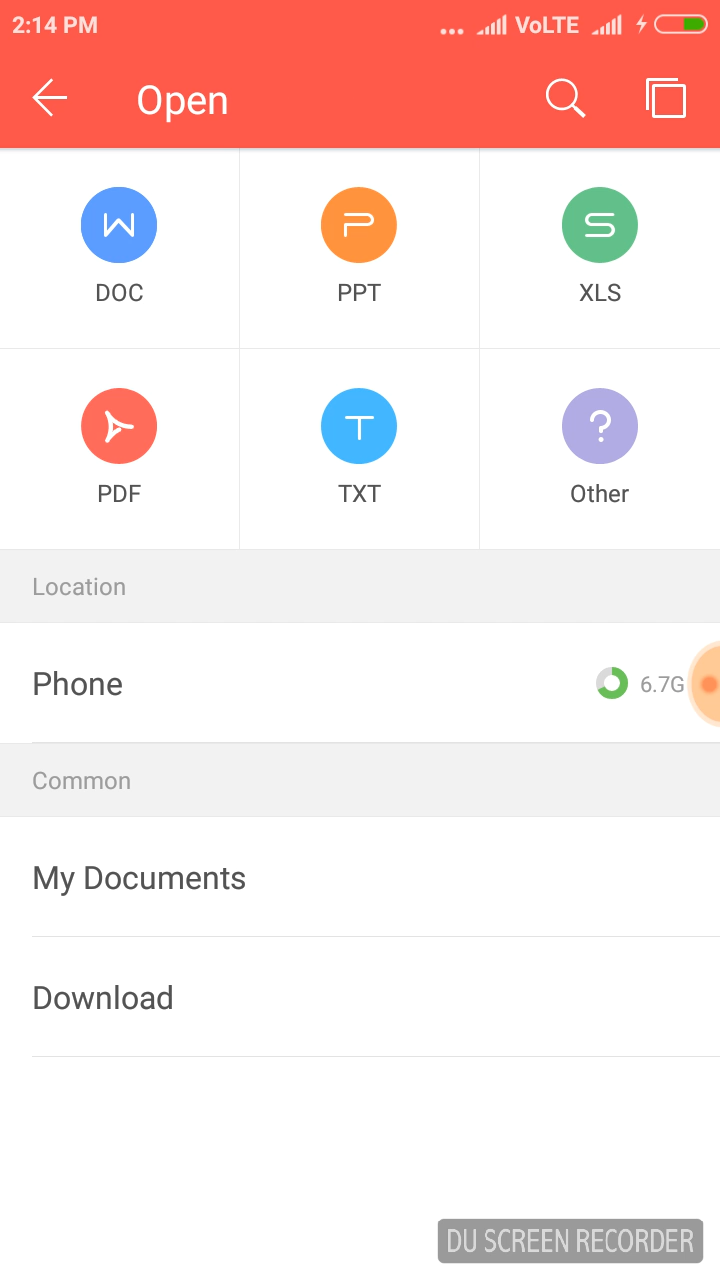 2:14 PM
... VoLTE
Open
DOC
PPT
XLS
PDF
TXT
? Other
Location
Phone
6.7G
Common
My Documents
Download
DU SCREEN RECORDER